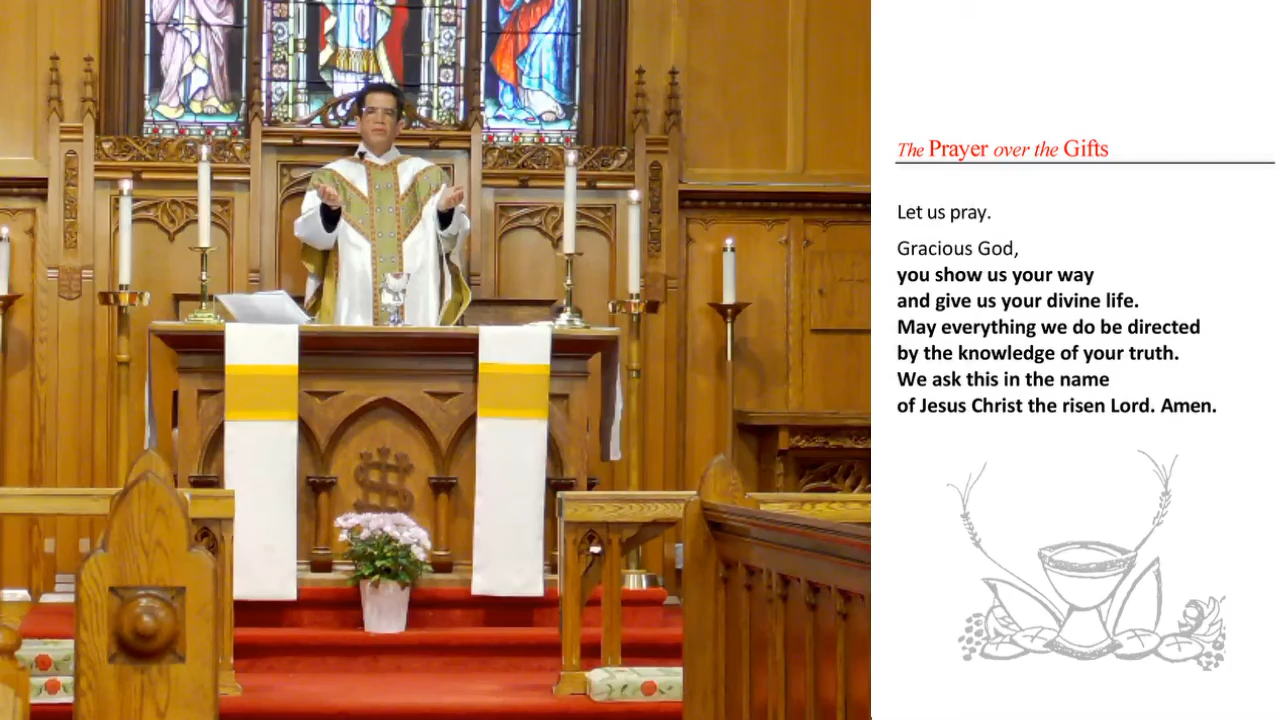 The Prayer over the Gifts
Let us pray.
Gracious God,
you show us your way
and give us your divine life.
May everything we do be directed
by the knowledge of your truth.
We ask this in the name
of Jesus Christ the risen Lord. Amen.
IHS